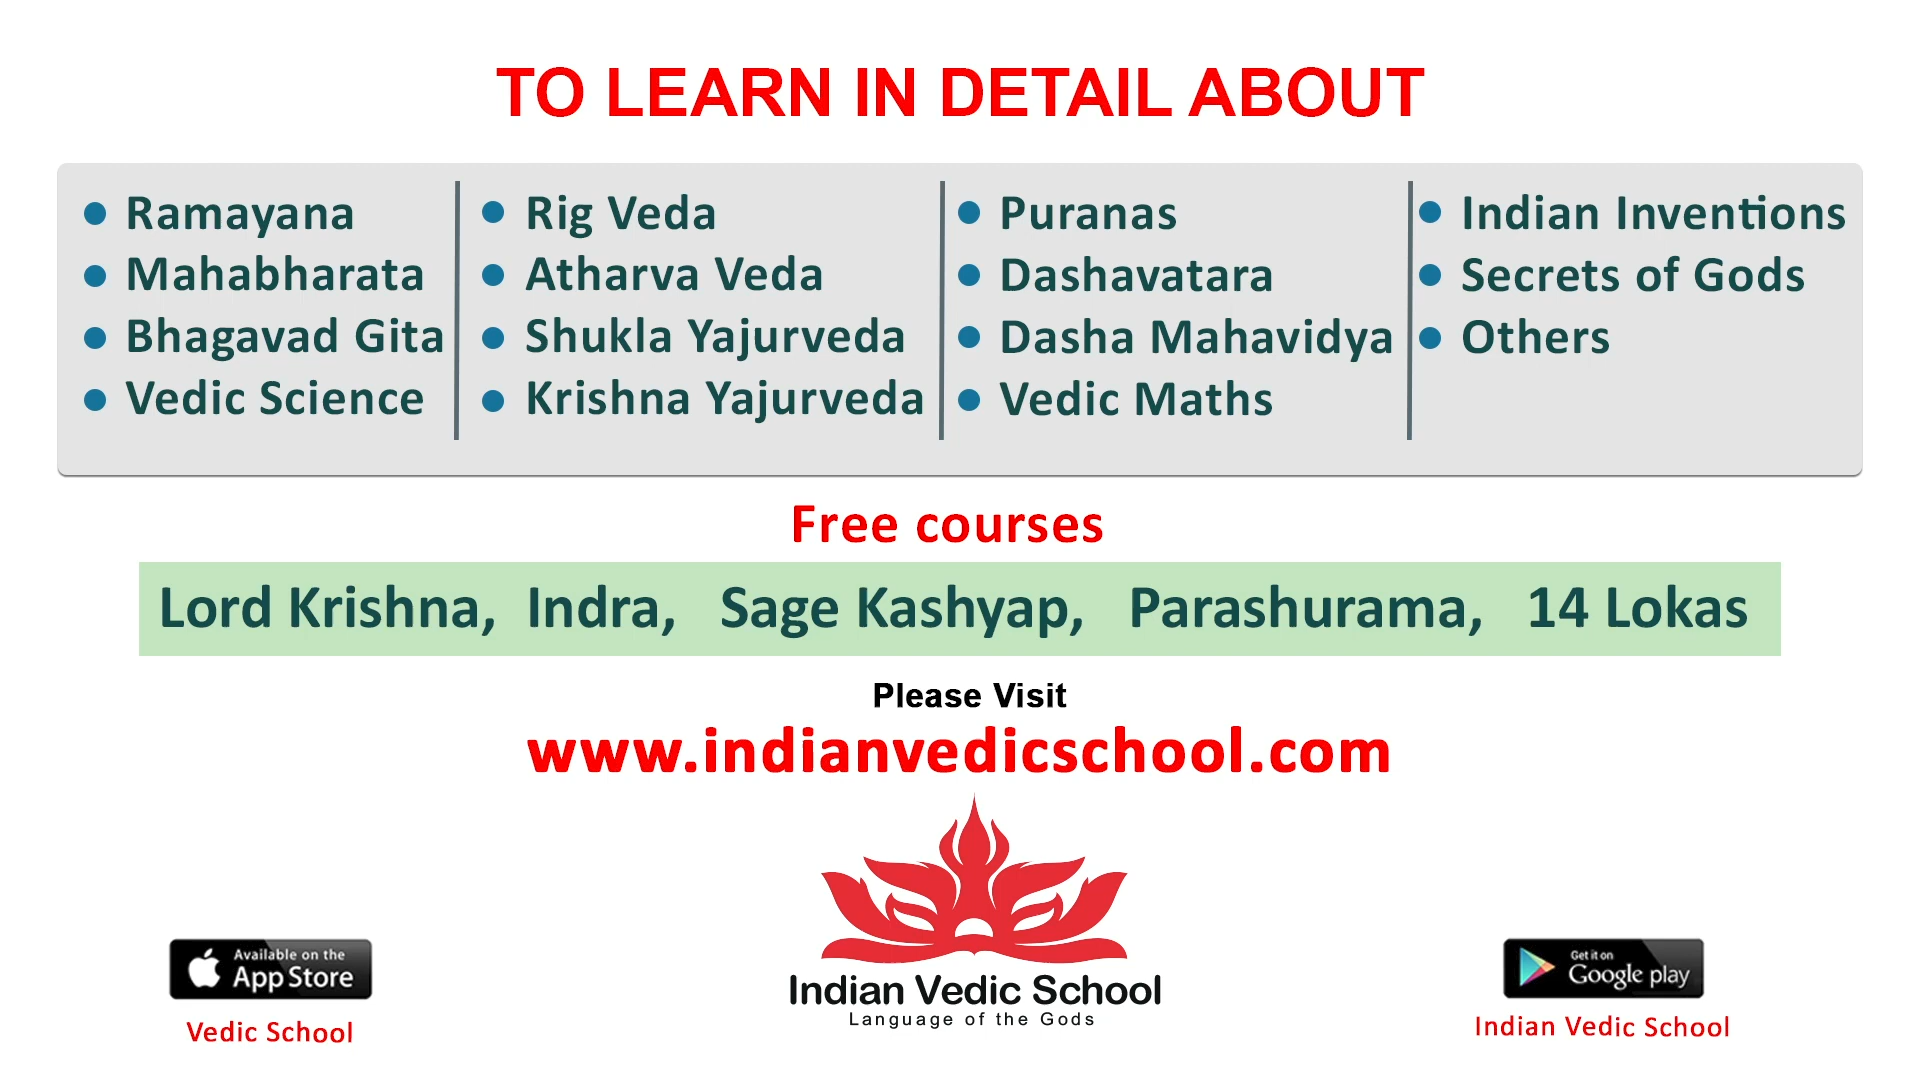 TO LEARN IN DETAIL ABOUT
Ramayana
Mahabharata
Bhagavad Gita
Vedic Science
Rig Veda
Atharva Veda
Shukla Yajurveda
Krishna Yajurveda
Puranas
Dashavatara
Dasha Mahavidya
Vedic Maths
Indian Inventions
Secrets of Gods
Others
Free courses
Lord Krishna, Indra, Sage Kashyap, Parashurama, 14 Lokas
Please Visit
www.indianvedicschool.com
Indian Vedic School
Language of the Gods
Available on the
App Store
Vedic School
Get it on
Google play
Indian Vedic School